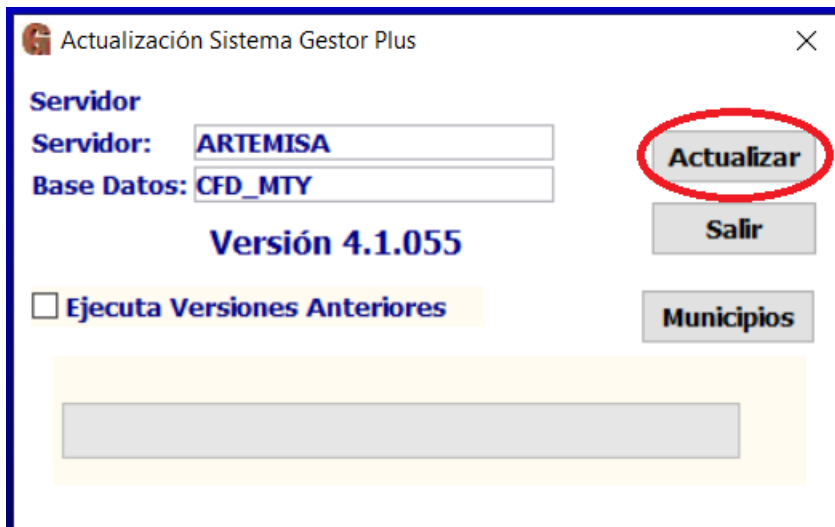 Actualización Sistema Gestor Plus
Servidor
Servidor: ARTEMISA
Actualizar
Base Datos: CFD_MTY
Salir
Versión 4.1.055
Ejecuta Versiones Anteriores
Municipios